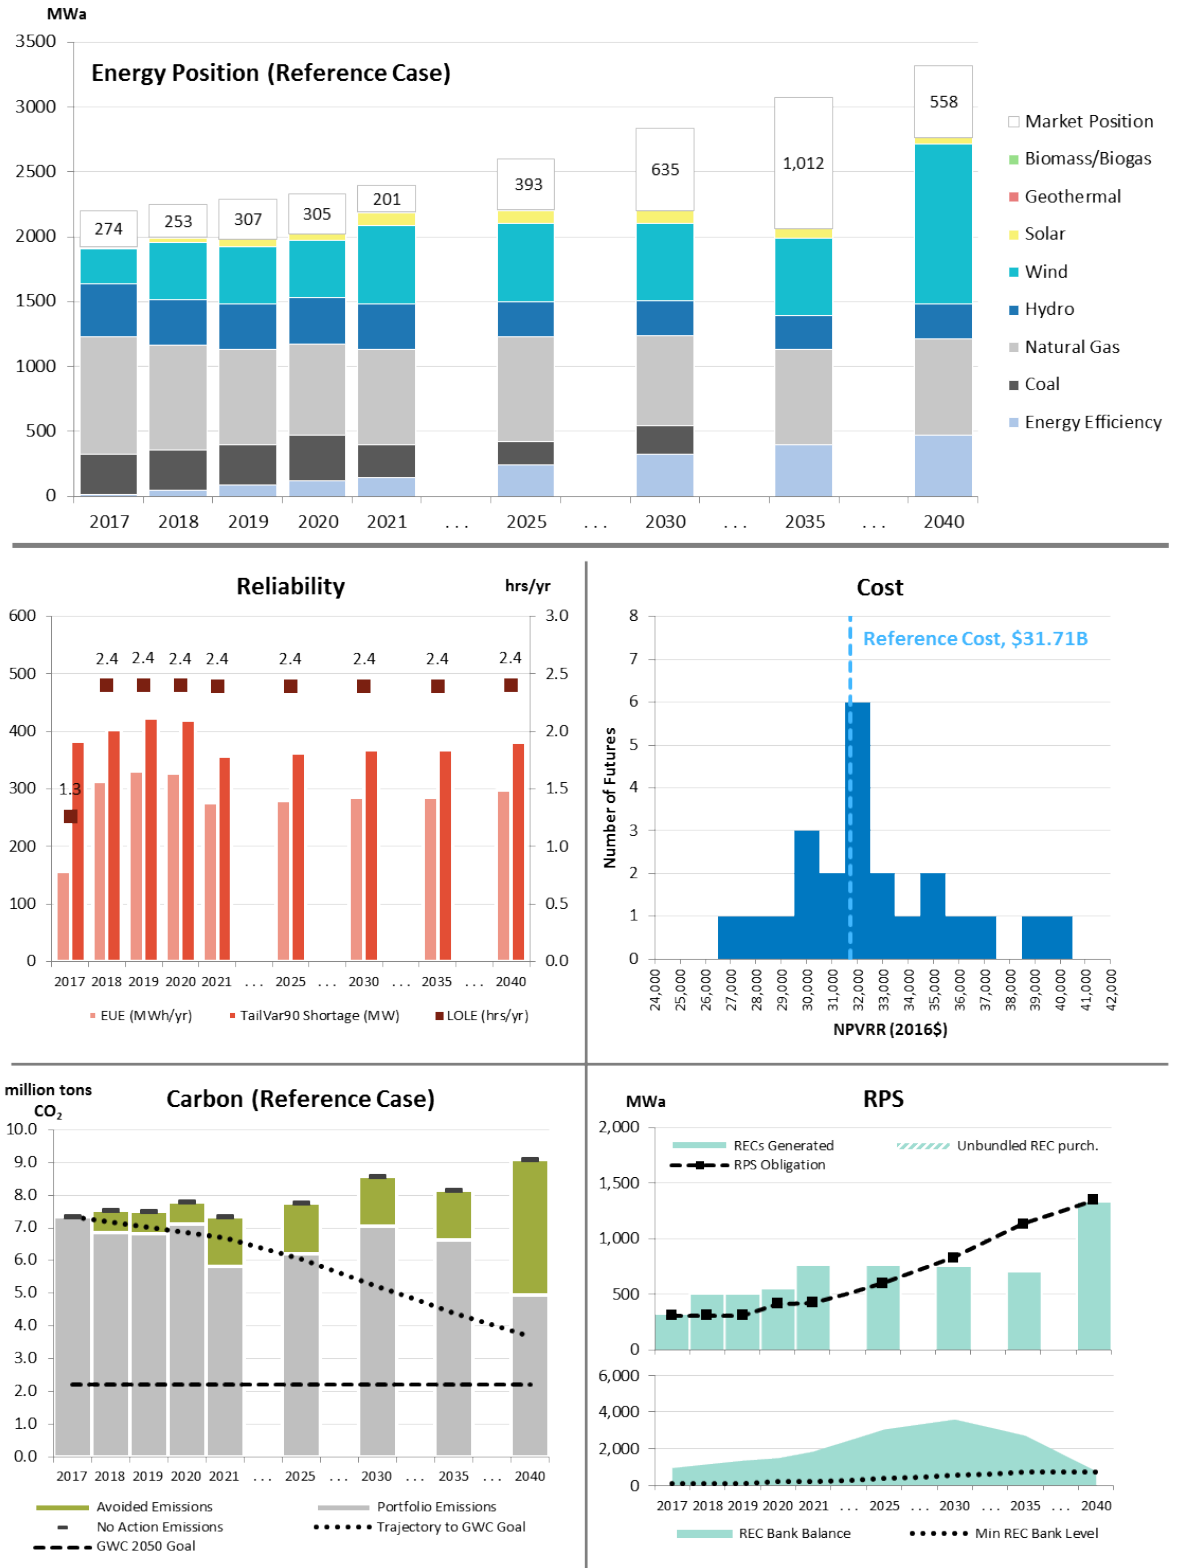 MWa
Energy Position (Reference Case)
3500
3000
2500
2000
1500
1000
500
0
274
253
307
305
201
393
635
1,012
558
2017 2018 2019 2020 2021 ... 2025 ... 2030 ... 2035 ... 2040
Market Position
Biomass/Biogas
Geothermal
Solar
Wind
Hydro
Natural Gas
Coal
Energy Efficiency
Reliability
hrs/yr
600
500
400
300
200
100
0
3.0
2.5
2.0
1.5
1.0
0.5
0.0
1.3
2.4 2.4 2.4 2.4 2.4 2.4 2.4 2.4
2017 2018 2019 2020 2021 ... 2025 ... 2030 ... 2035 ... 2040
EUE (MWh/yr) TailVar90 Shortage (MW) LOLE (hrs/yr)
Cost
Reference Cost, $31.71B
Number of Futures
8
7
6
5
4
3
2
1
0
24,000 25,000 26,000 27,000 28,000 29,000 30,000 31,000 32,000 33,000 34,000 35,000 36,000 37,000 38,000 39,000 40,000 41,000 42,000
NPVRR (2016$)
million tons
CO₂
Carbon (Reference Case)
10.0
9.0
8.0
7.0
6.0
5.0
4.0
3.0
2.0
1.0
0.0
2017 2018 2019 2020 2021 ... 2025 ... 2030 ... 2035 ... 2040
Avoided Emissions Portfolio Emissions
No Action Emissions Trajectory to GWC Goal
GWC 2050 Goal
MWa
RPS
RECs Generated Unbundled REC purch.
RPS Obligation
2,000
1,500
1,000
500
0
6,000
4,000
2,000
0
2017 2018 2019 2020 2021 ... 2025 ... 2030 ... 2035 ... 2040
REC Bank Balance Min REC Bank Level